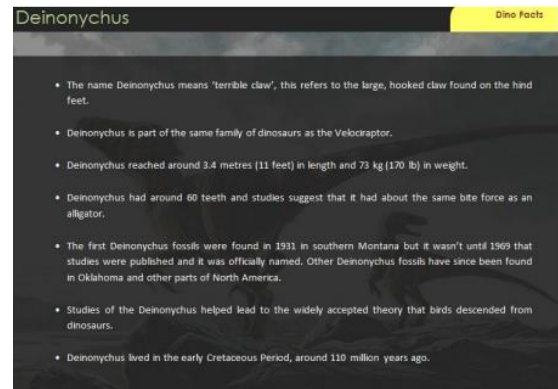 Deinonychus
Dino Facts
• The name Deinonychus means ‘terrible claw’, this refers to the large, hooked claw found on the hind
feet.
• Deinonychus is part of the same family of dinosaurs as the Velociraptor.
• Deinonychus reached around 3.4 metres (11 feet) in length and 73 kg (170 lb) in weight.
• Deinonychus had around 60 teeth and studies suggest that it had about the same bite force as an
alligator.
• The first Deinonychus fossils were found in 1931 in southern Montana but it wasn’t until 1969 that
studies were published and it was officially named. Other Deinonychus fossils have since been found
in Oklahoma and other parts of North America.
• Studies of the Deinonychus helped lead to the widely accepted theory that birds descended from
dinosaurs.
• Deinonychus lived in the early Cretaceous Period, around 110 million years ago.